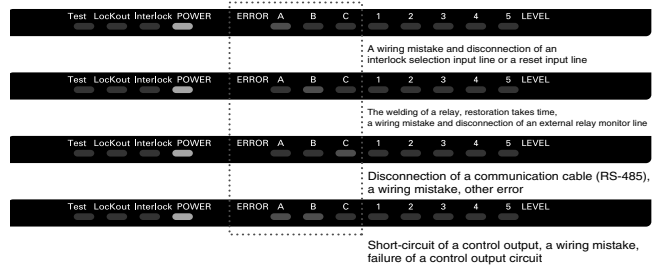 Test LocKout Interlock POWER ERROR A B C 1 2 3 4 5 LEVEL
A wiring mistake and disconnection of an
interlock selection input line or a reset input line
Test LocKout Interlock POWER ERROR A B C 1 2 3 4 5 LEVEL
The welding of a relay, restoration takes time,
a wiring mistake and disconnection of an external relay monitor line
Test LocKout Interlock POWER ERROR A B C 1 2 3 4 5 LEVEL
Disconnection of a communication cable (RS-485),
a wiring mistake, other error
Test LocKout Interlock POWER ERROR A B C 1 2 3 4 5 LEVEL
Short-circuit of a control output, a wiring mistake,
failure of a control output circuit